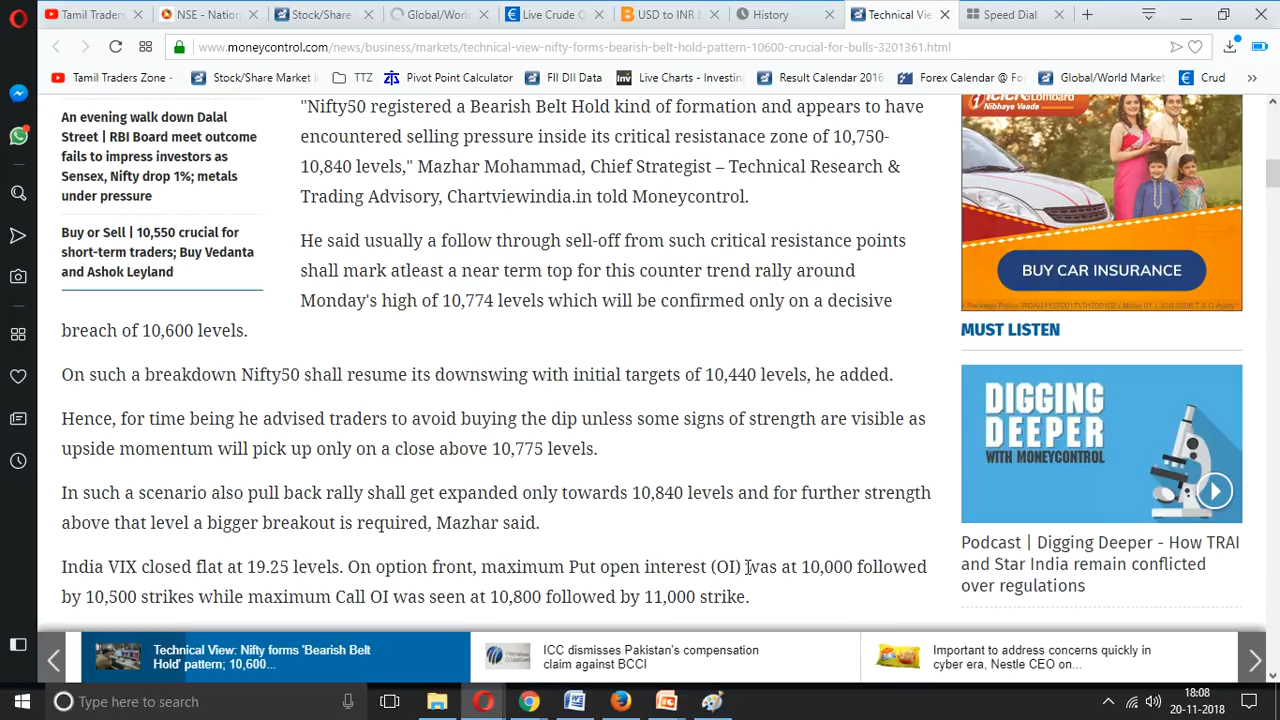 Tamil Traders
NSE - Nation
Stock/Share
Global/Worl
Live Crude O
USD to INR
History
Technical View
Speed Dial
www.moneycontrol.com/news/business/markets/technical-view-nifty-forms-bearish-belt-hold-pattern-10600-crucial-for-bulls-3201361.html
Tamil Traders Zone -
Stock/Share Market I
TTZ
Pivot Point Calculator
FII DII Data
Live Charts - Investing
Result Calendar 2016
Forex Calendar @ Fo
Global/World Market
Crud
An evening walk down Dalal
Street | RBI Board meet outcome
fails to impress investors as
Sensex, Nifty drop 1%; metals
under pressure
Buy or Sell | 10,550 crucial for
short-term traders; Buy Vedanta
and Ashok Leyland
"Nifty50 registered a Bearish Belt Hold kind of formation and appears to have
encountered selling pressure inside its critical resistanace zone of 10,750-
10,840 levels," Mazhar Mohammad, Chief Strategist – Technical Research &
Trading Advisory, Chartviewindia.in told Moneycontrol.
He said usually a follow through sell-off from such critical resistance points
shall mark atleast a near term top for this counter trend rally around
Monday's high of 10,774 levels which will be confirmed only on a decisive
breach of 10,600 levels.
On such a breakdown Nifty50 shall resume its downswing with initial targets of 10,440 levels, he added.
Hence, for time being he advised traders to avoid buying the dip unless some signs of strength are visible as
upside momentum will pick up only on a close above 10,775 levels.
In such a scenario also pull back rally shall get expanded only towards 10,840 levels and for further strength
above that level a bigger breakout is required, Mazhar said.
India VIX closed flat at 19.25 levels. On option front, maximum Put open interest (OI) was at 10,000 followed
by 10,500 strikes while maximum Call OI was seen at 10,800 followed by 11,000 strike.
Nibhaye Vaade
BUY CAR INSURANCE
MUST LISTEN
DIGGING
DEEPER
WITH MONEYCONTROL
Podcast | Digging Deeper - How TRAI
and Star India remain conflicted
over regulations
Technical View: Nifty forms 'Bearish Belt
Hold' pattern; 10,600...
ICC dismisses Pakistan's compensation
claim against BCCI
Important to address concerns quickly in
cyber era, Nestle CEO on...
Type here to search
18:08
20-11-2018